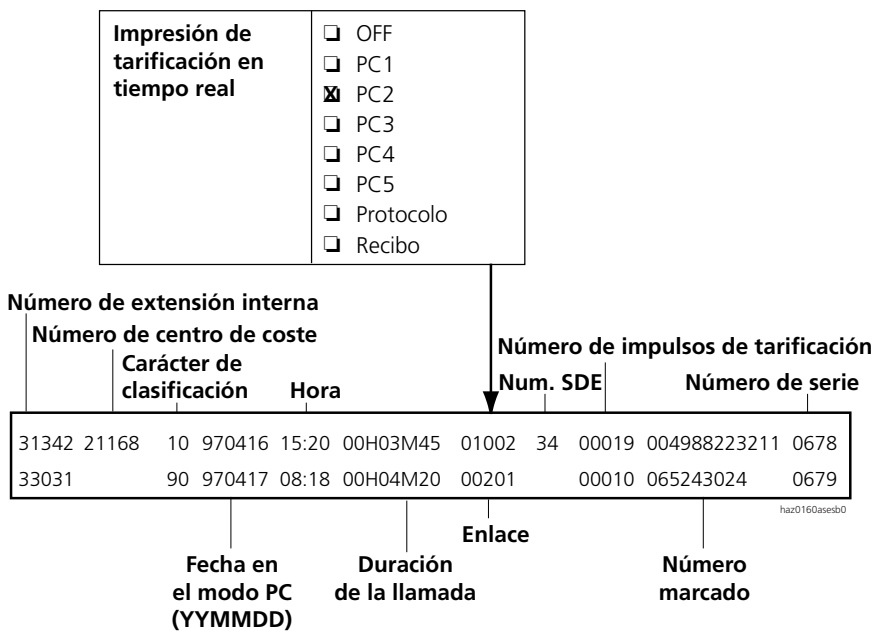 Impresión de
tarificación en
tiempo real
OFF
PC1
X PC2
PC3
PC4
PC5
Protocolo
Recibo
Número de extensión interna
Número de centro de coste
Carácter de
clasificación
Hora
Número de impulsos de tarificación
Num. SDE
Número de serie
31342 21168 10 970416 15:20 00H03M45 01002 34 00019 004988223211 0678
33031 90 970417 08:18 00H04M20 00201 00010 065243024 0679
haz0160asesb0
Enlace
Fecha en
el modo PC
(YYMMDD)
Duración
de la llamada
Número
marcado